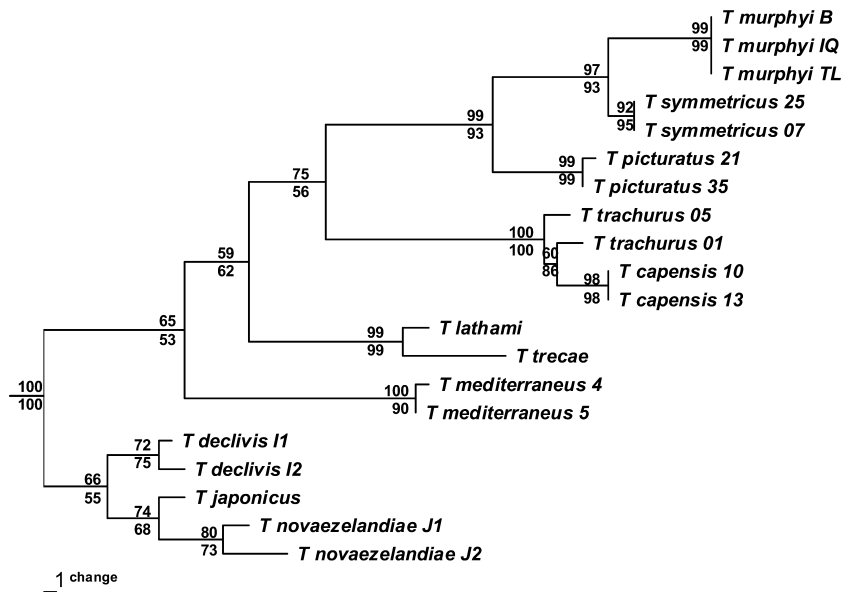 T murphyi B
99
99
T murphyi IQ
T murphyi TL
97
93
92
T symmetricus 25
95
T symmetricus 07
99
93
99
T picturatus 21
99
T picturatus 35
75
56
T trachurus 05
100
100
T trachurus 01
60
86
T capensis 10
98
98
T capensis 13
59
62
T lathami
99
99
T trecae
65
53
T mediterraneus 4
100
90
T mediterraneus 5
100
100
T declivis I1
72
75
T declivis I2
66
55
T japonicus
74
68
T novaezelandiae J1
80
73
T novaezelandiae J2
1 change